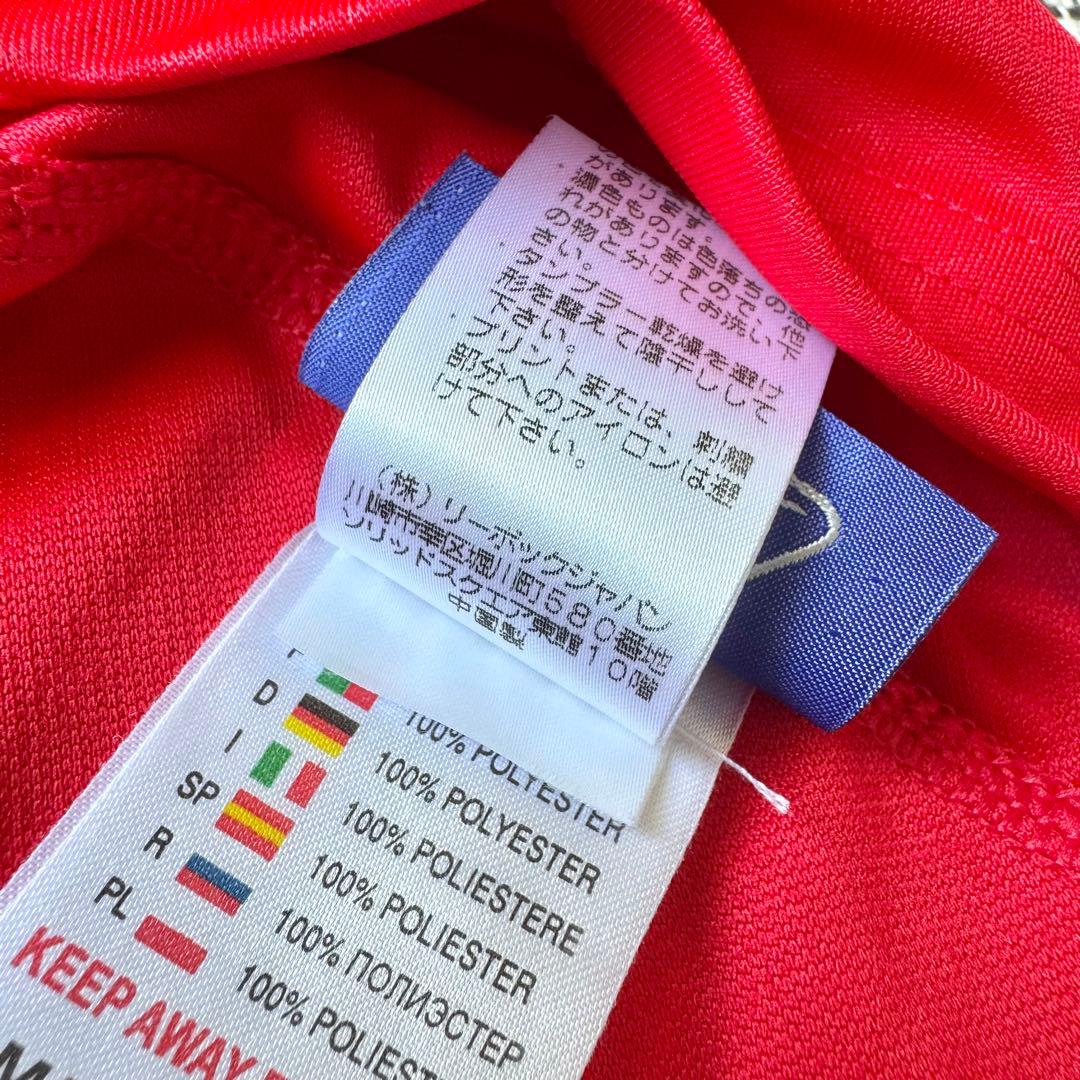 があります。
・濃色ものは色落ちの恐
れがありますので、他
の物と分けてお洗い下
さい。
・タンブラー乾燥を避け
形を整えて陰干しして
下さい。
・プリントまたは、刺繍
部分へのアイロンは避
けて下さい。
(株)リーボックジャパン
川崎市幸区堀川町580番地
ソリッドスクエア東館10階
中国製
100% POLYESTER
D 100% POLYESTER
I 100% POLIESTERE
SP 100% POLIESTER
R 100% ПОЛИЭСТЕР
PL 100% POLIEST
KEEP AWAY